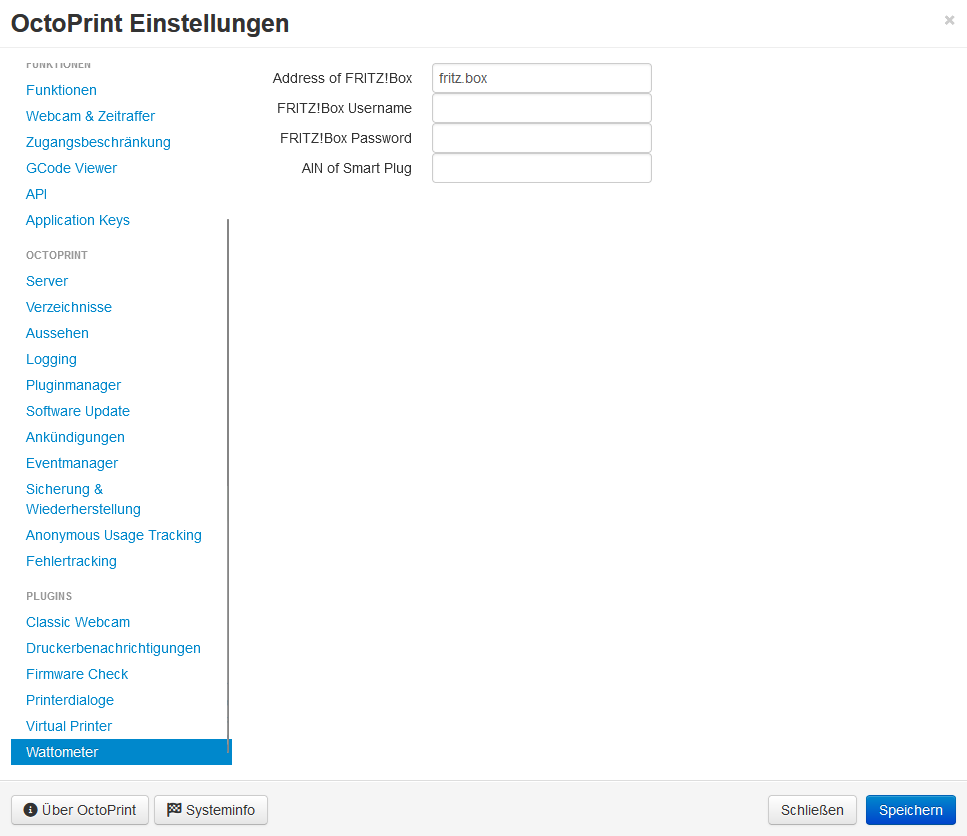 OctoPrint Einstellungen
×
FUNKTIONEN
Funktionen
Webcam & Zeitraffer
Zugangsbeschränkung
GCode Viewer
API
Application Keys
OCTOPRINT
Server
Verzeichnisse
Aussehen
Logging
Pluginmanager
Software Update
Ankündigungen
Eventmanager
Sicherung &
Wiederherstellung
Anonymous Usage Tracking
Fehlertracking
PLUGINS
Classic Webcam
Druckerbenachrichtigungen
Firmware Check
Printerdialoge
Virtual Printer
Wattometer
Address of FRITZ!Box fritz.box
FRITZ!Box Username
FRITZ!Box Password
AIN of Smart Plug
Über OctoPrint Systeminfo Schließen Speichern